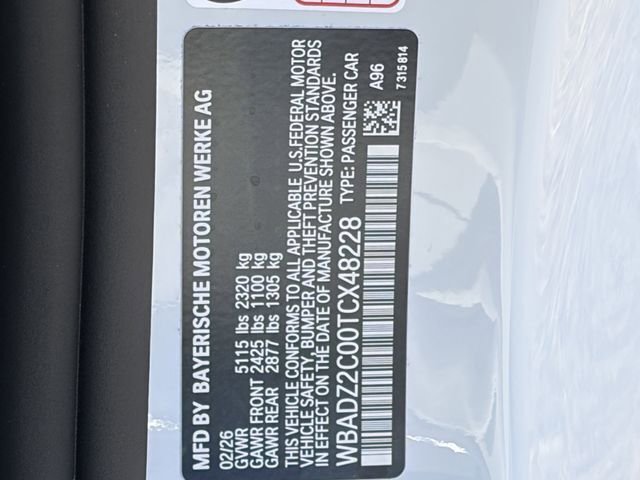 MFD BY BAYERISCHE MOTOREN WERKE AG
02/26
GVWR 5115 lbs 2320 kg
GAWR FRONT 2425 lbs 1100 kg
GAWR REAR 2877 lbs 1305 kg
THIS VEHICLE CONFORMS TO ALL APPLICABLE U.S.FEDERAL MOTOR
VEHICLE SAFETY, BUMPER AND THEFT PREVENTION STANDARDS
IN EFFECT ON THE DATE OF MANUFACTURE SHOWN ABOVE.
WBADZ2C00TCX48228 TYPE: PASSENGER CAR
A96
7315814